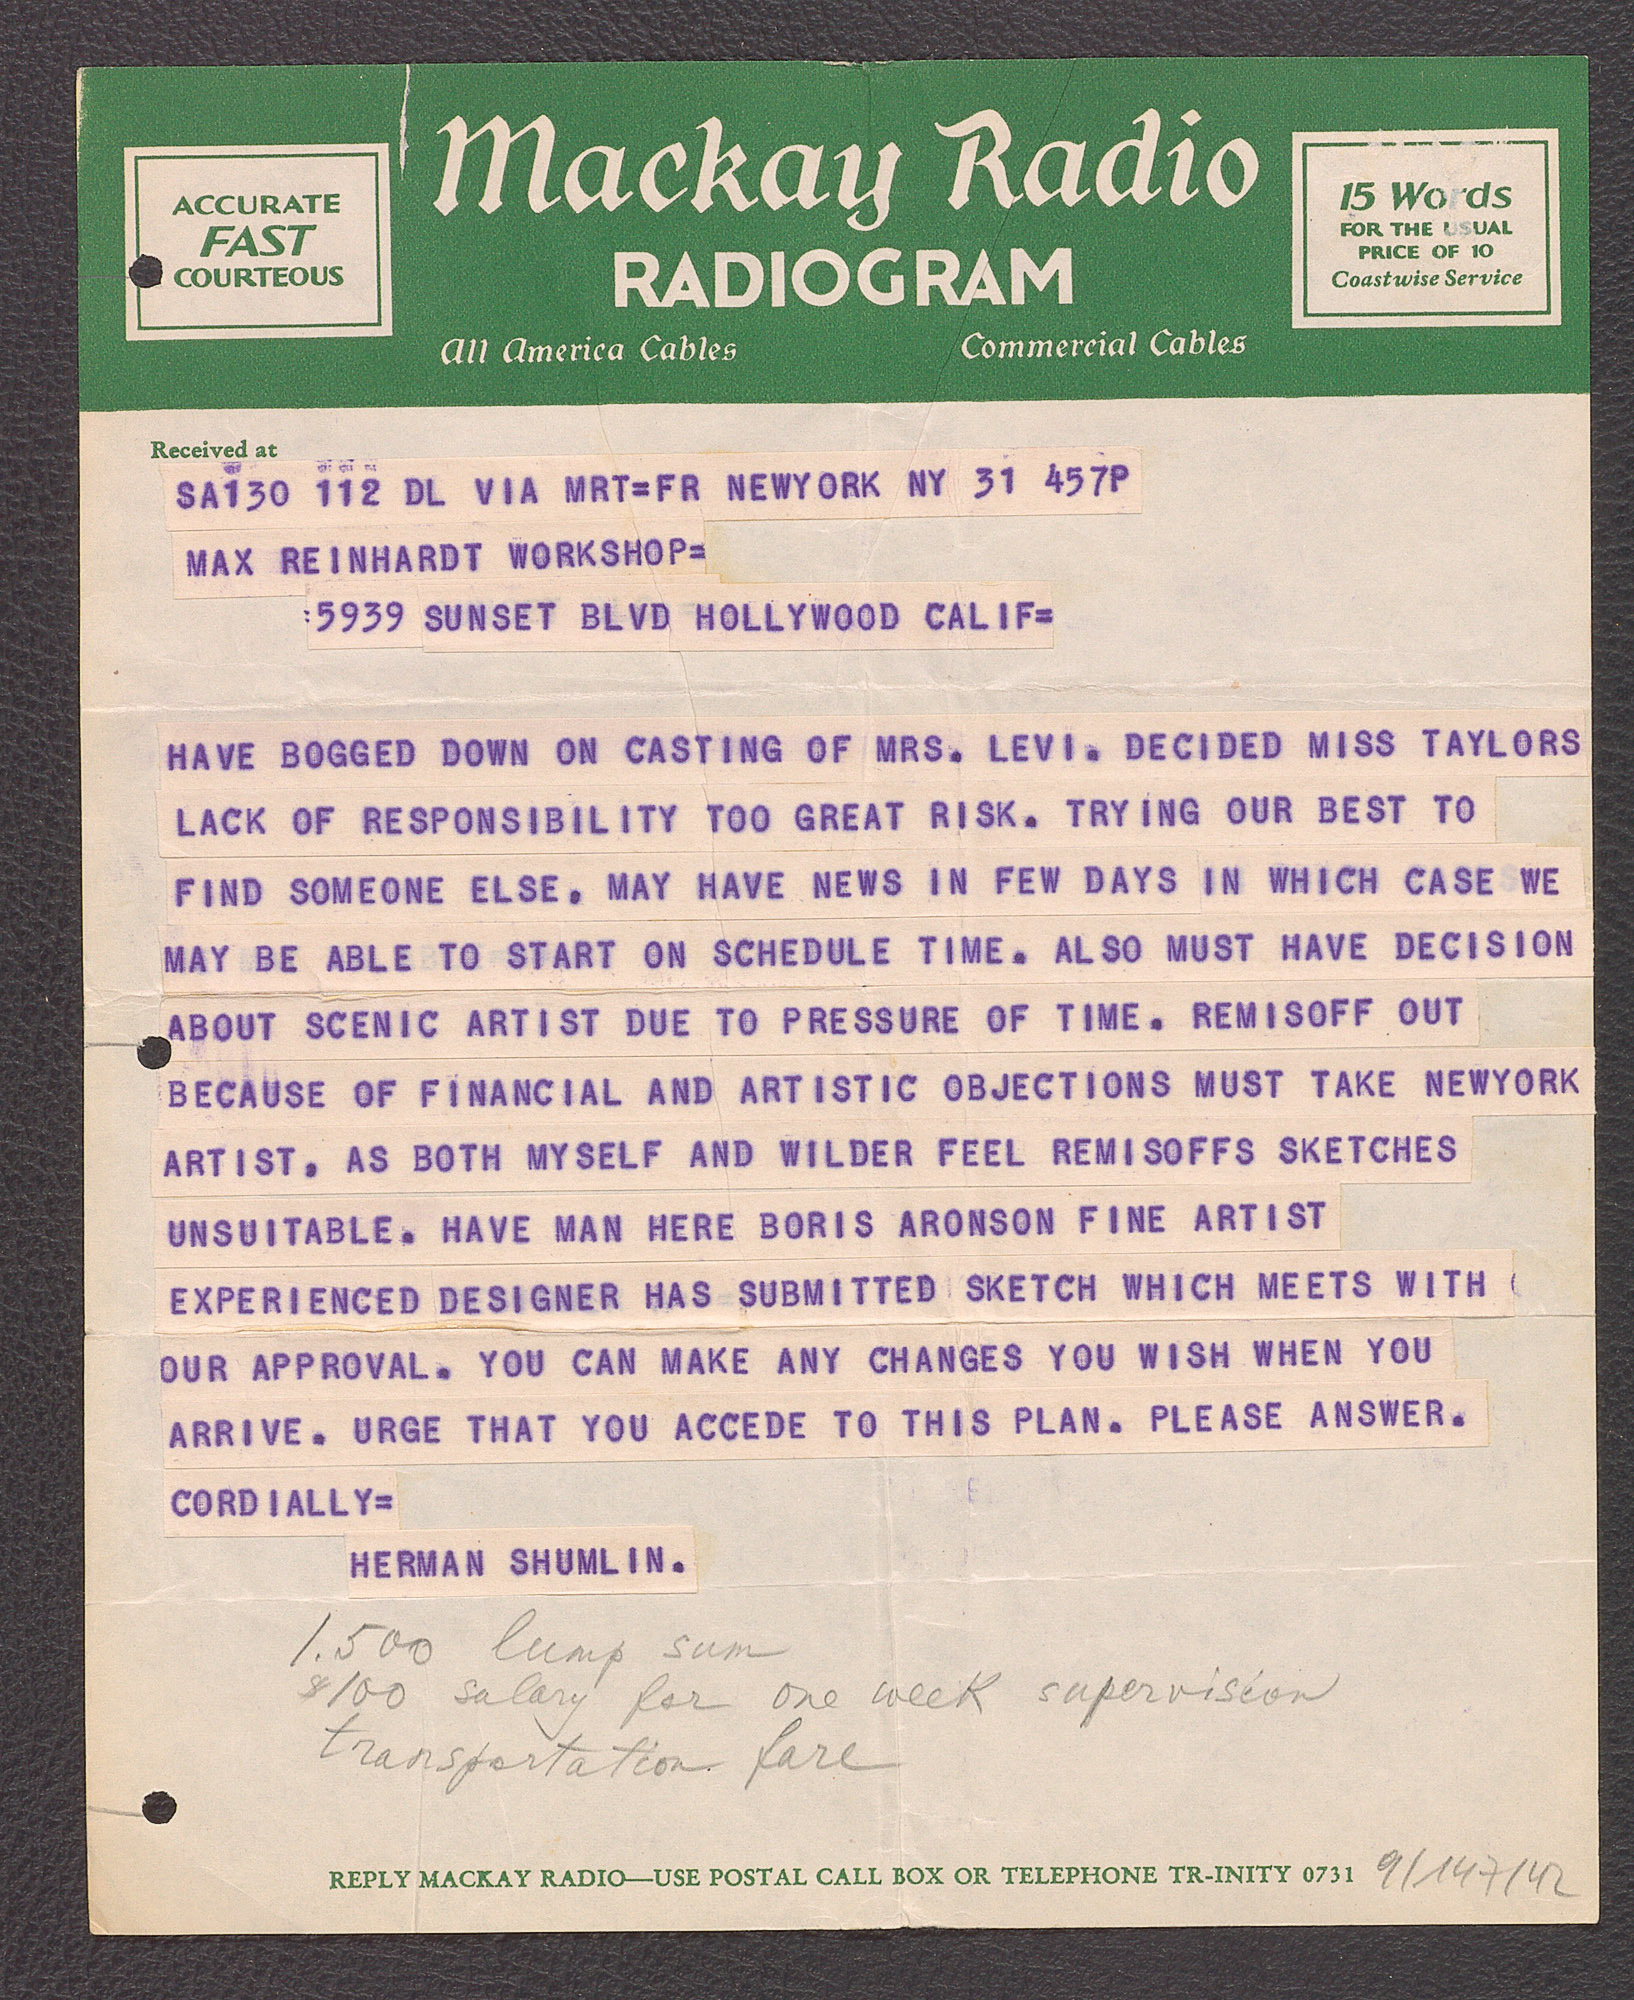 ACCURATE
FAST
COURTEOUS
Mackay Radio
RADIOGRAM
All America Cables Commercial Cables
15 Words
FOR THE USUAL
PRICE OF 10
Coastwise Service
Received at
SA130 112 DL VIA MRT=FR NEWYORK NY 31 457P
MAX REINHARDT WORKSHOP=
:5939 SUNSET BLVD HOLLYWOOD CALIF=
HAVE BOGGED DOWN ON CASTING OF MRS. LEVI. DECIDED MISS TAYLORS
LACK OF RESPONSIBILITY TOO GREAT RISK. TRYING OUR BEST TO
FIND SOMEONE ELSE. MAY HAVE NEWS IN FEW DAYS IN WHICH CASE WE
MAY BE ABLE TO START ON SCHEDULE TIME. ALSO MUST HAVE DECISION
ABOUT SCENIC ARTIST DUE TO PRESSURE OF TIME. REMISOFF OUT
BECAUSE OF FINANCIAL AND ARTISTIC OBJECTIONS MUST TAKE NEWYORK
ARTIST. AS BOTH MYSELF AND WILDER FEEL REMISOFFS SKETCHES
UNSUITABLE. HAVE MAN HERE BORIS ARONSON FINE ARTIST
EXPERIENCED DESIGNER HAS SUBMITTED SKETCH WHICH MEETS WITH
OUR APPROVAL. YOU CAN MAKE ANY CHANGES YOU WISH WHEN YOU
ARRIVE. URGE THAT YOU ACCEDE TO THIS PLAN. PLEASE ANSWER.
CORDIALLY=
HERMAN SHUMLIN.
1.500 lump sum
$100 salary for one week supervision
transportation fare
REPLY MACKAY RADIO—USE POSTAL CALL BOX OR TELEPHONE TR-INITY 0731